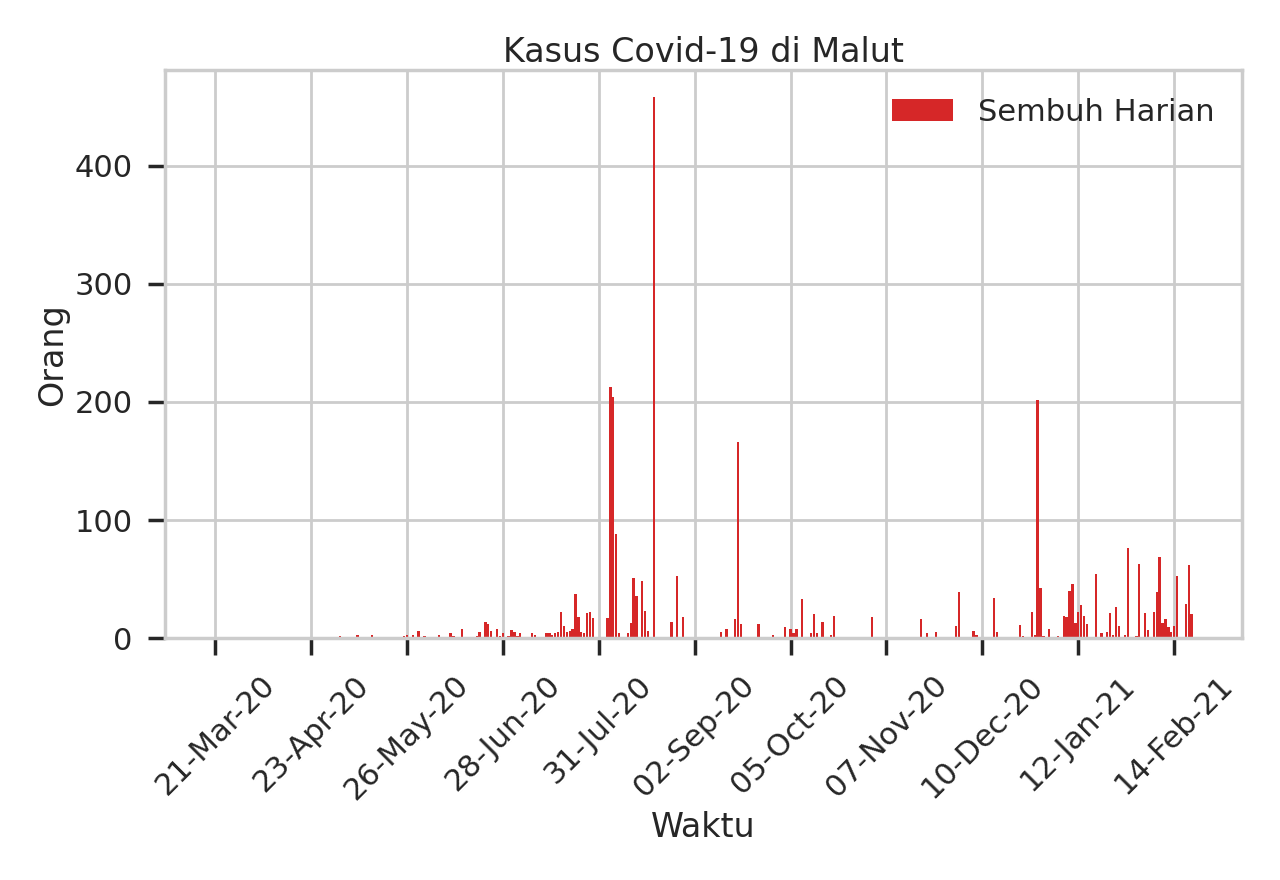 Kasus Covid-19 di Malut
Sembuh Harian
Orang
400
300
200
100
0
21-Mar-20
23-Apr-20
26-May-20
28-Jun-20
31-Jul-20
02-Sep-20
05-Oct-20
07-Nov-20
10-Dec-20
12-Jan-21
14-Feb-21
Waktu